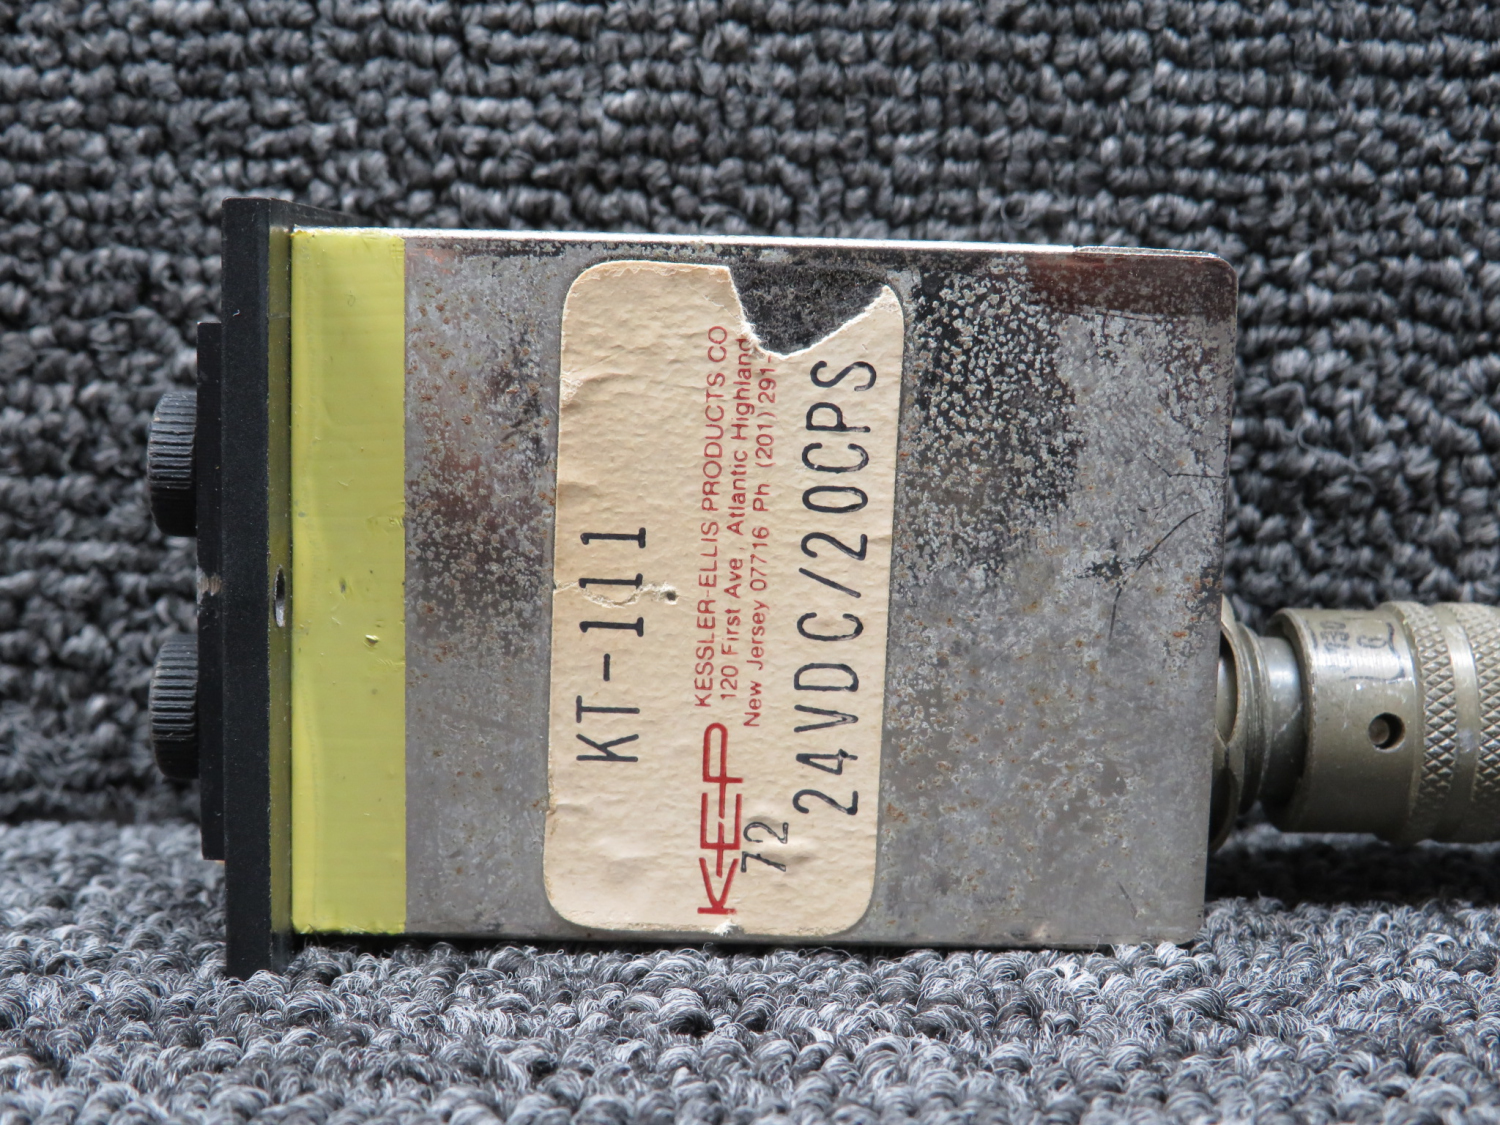 KT-1111
KEP
KESSLER-ELLIS PRODUCTS CO
120 First Ave, Atlantic Highland
New Jersey 07716 Ph (201) 291-
72
24VDC/20CPS